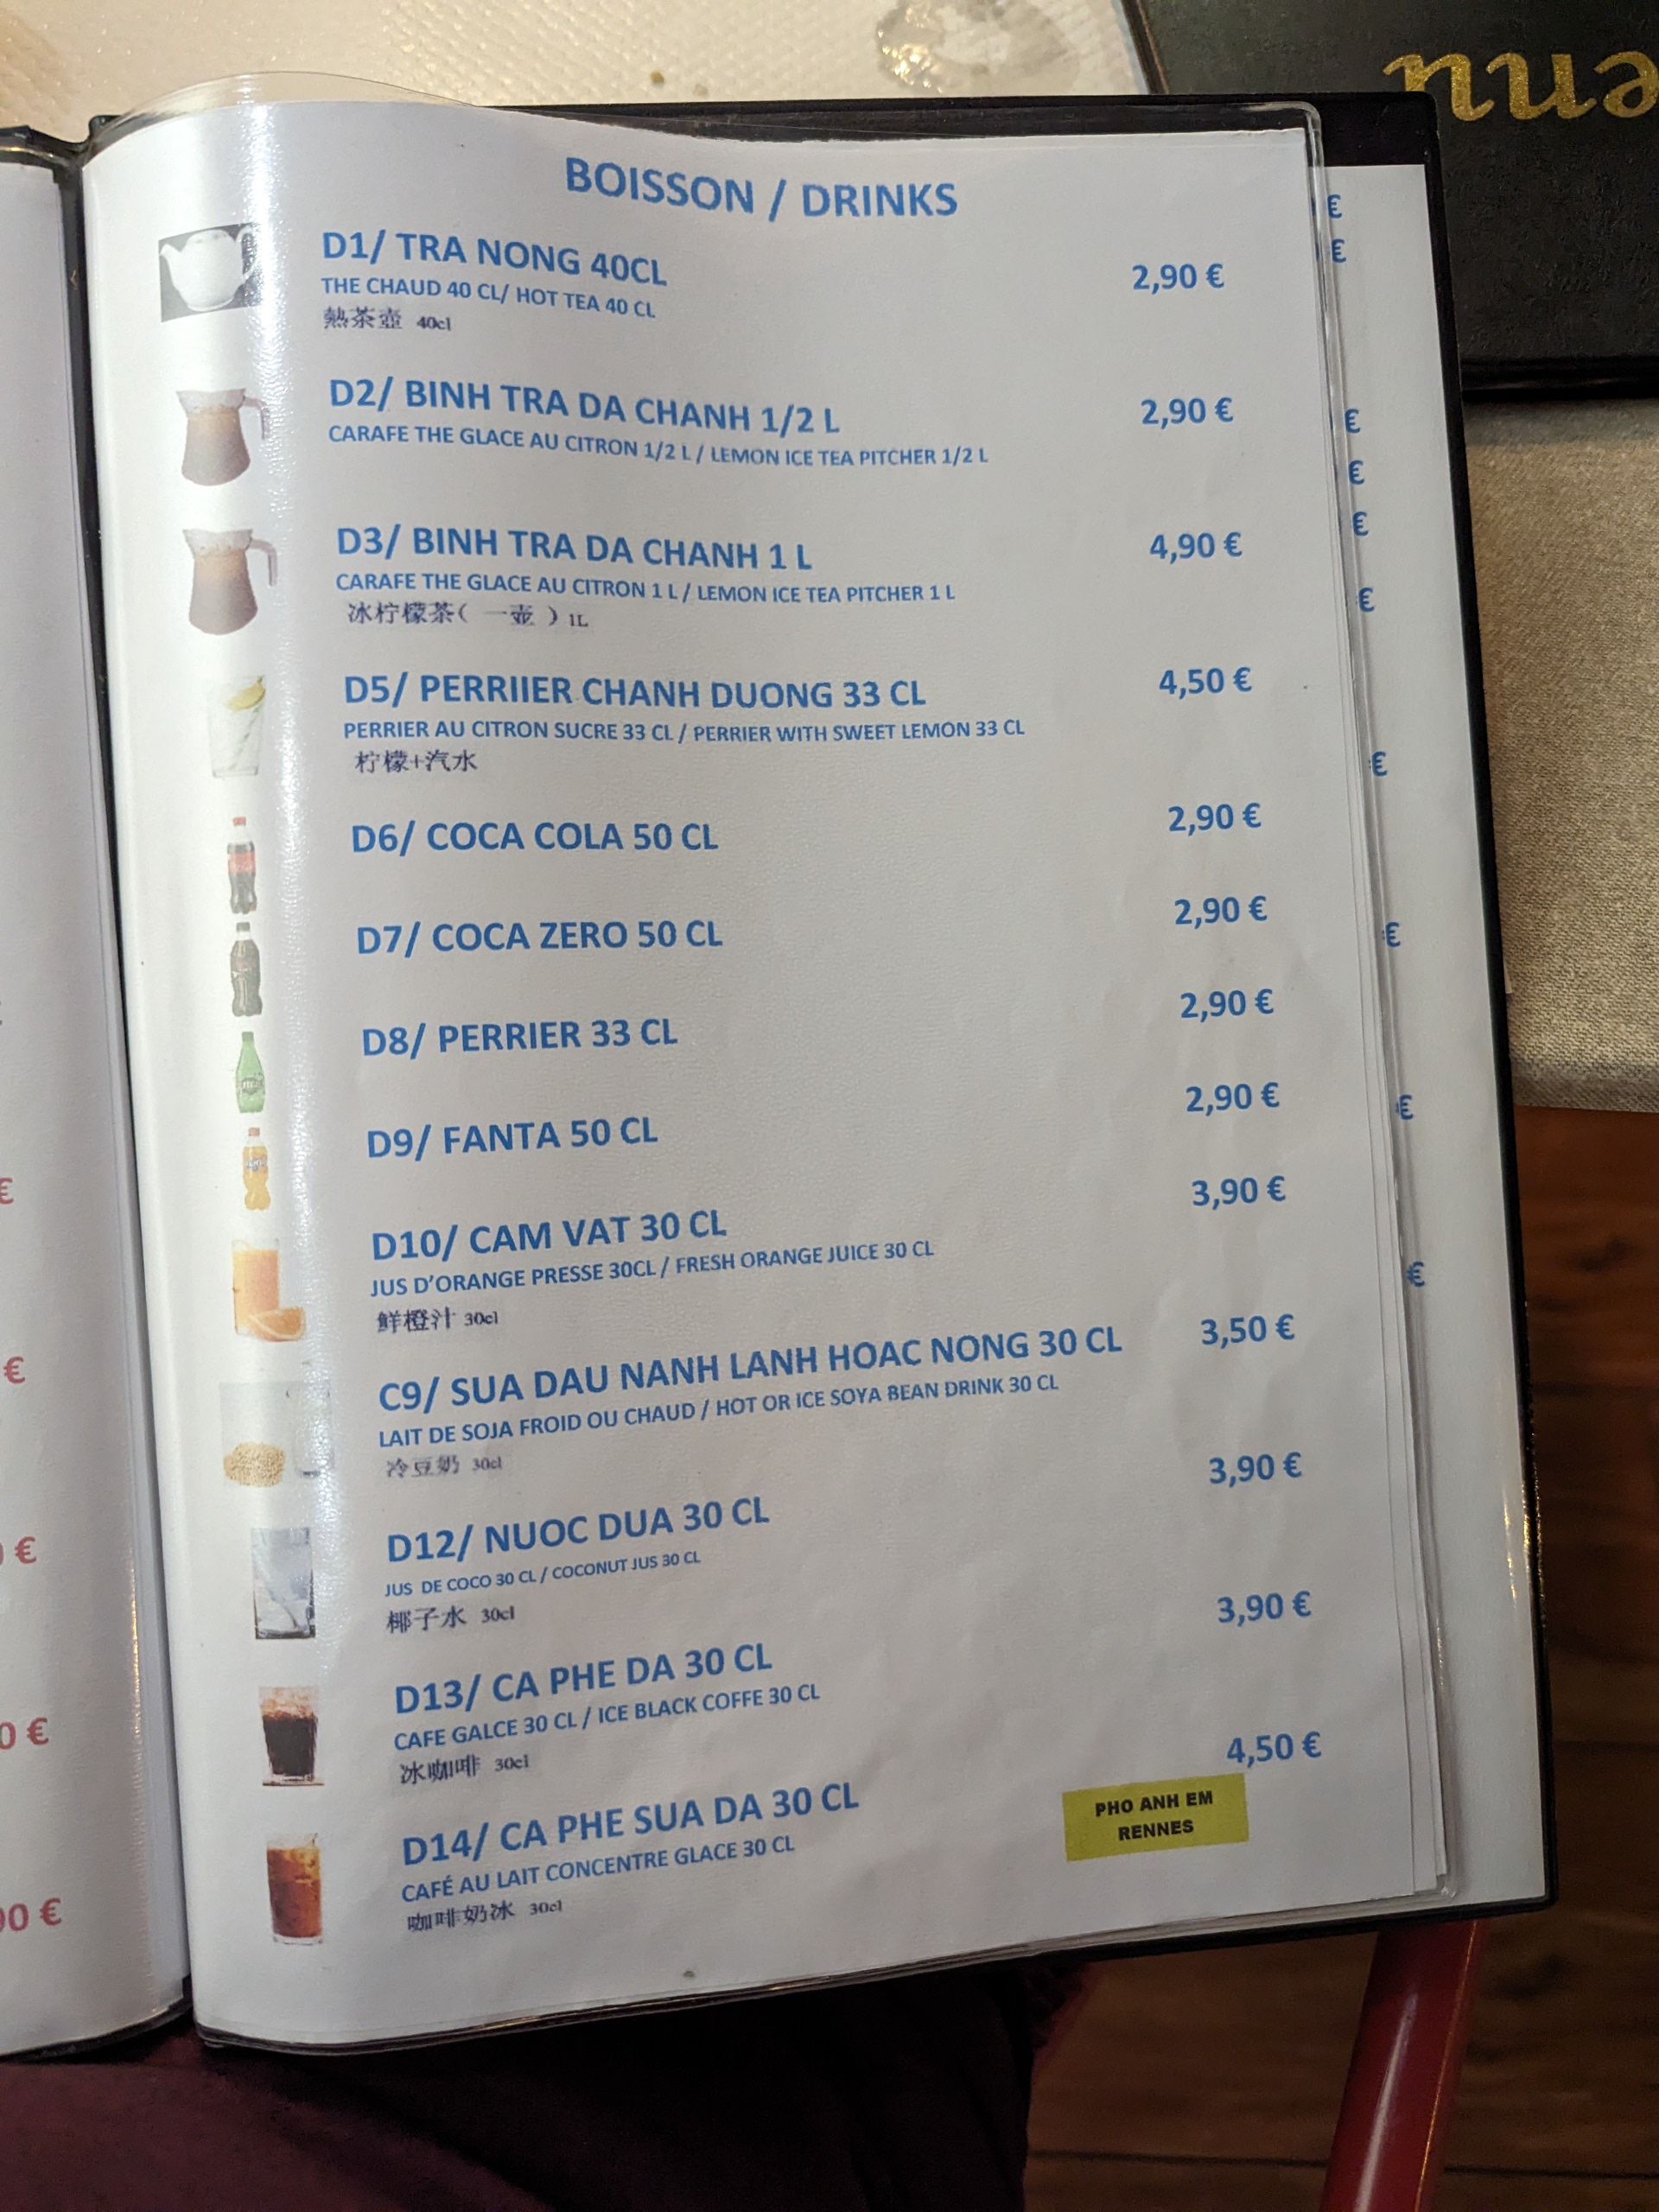 BOISSON / DRINKS
D1/ TRA NONG 40CL
2,90 €
THE CHAUD 40 CL/ HOT TEA 40 CL
熱茶壺 40cl
D2/ BINH TRA DA CHANH 1/2 L
2,90 €
CARAFE THE GLACE AU CITRON 1/2 L / LEMON ICE TEA PITCHER 1/2 L
D3/ BINH TRA DA CHANH 1 L
4,90 €
CARAFE THE GLACE AU CITRON 1 L / LEMON ICE TEA PITCHER 1 L
冰柠檬茶( 一壶 ) 1L
D5/ PERRIIER CHANH DUONG 33 CL
4,50 €
PERRIER AU CITRON SUCRE 33 CL / PERRIER WITH SWEET LEMON 33 CL
柠檬+汽水
D6/ COCA COLA 50 CL
2,90 €
D7/ COCA ZERO 50 CL
2,90 €
D8/ PERRIER 33 CL
2,90 €
D9/ FANTA 50 CL
2,90 €
D10/ CAM VAT 30 CL
3,90 €
JUS D'ORANGE PRESSE 30CL / FRESH ORANGE JUICE 30 CL
鮮橙汁 30cl
C9/ SUA DAU NANH LANH HOAC NONG 30 CL
3,50 €
LAIT DE SOJA FROID OU CHAUD / HOT OR ICE SOYA BEAN DRINK 30 CL
冷豆奶 30cl
D12/ NUOC DUA 30 CL
3,90 €
JUS DE COCO 30 CL / COCONUT JUS 30 CL
椰子水 30cl
D13/ CA PHE DA 30 CL
3,90 €
CAFE GALCE 30 CL / ICE BLACK COFFE 30 CL
冰咖啡 30cl
D14/ CA PHE SUA DA 30 CL
4,50 €
CAFÉ AU LAIT CONCENTRE GLACE 30 CL
咖啡奶冰 30cl
PHO ANH EM
RENNES